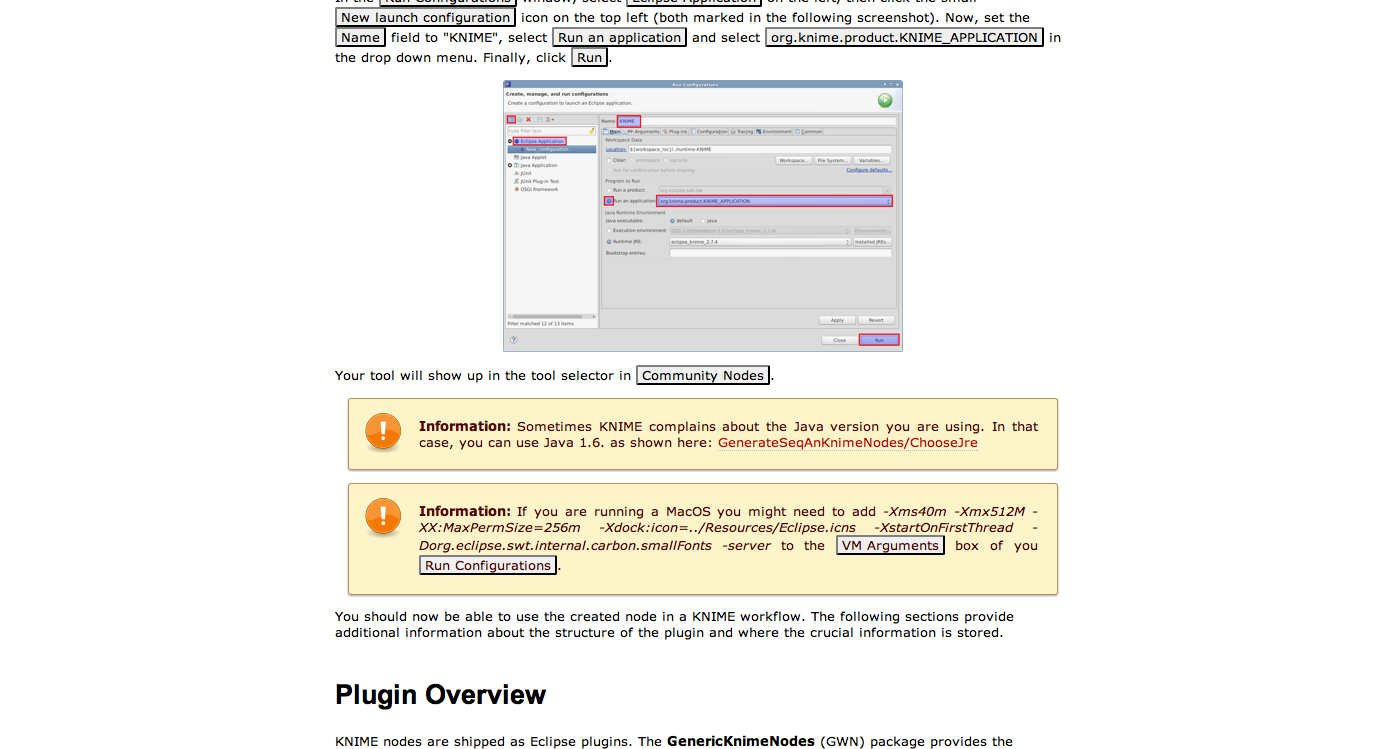 In the Run Configurations window, select Eclipse Application on the left, then click the small
New launch configuration icon on the top left (both marked in the following screenshot). Now, set the
Name field to "KNIME", select Run an application and select org.knime.product.KNIME_APPLICATION in
the drop down menu. Finally, click Run.
Run Configurations
Create, manage, and run configurations
Create a configuration to launch an Eclipse application.
Name: KNIME
type filter text
Main Arguments Plug-ins Configuration Tracing Environment Common
Eclipse Application
New_configuration
Java Applet
Java Application
JUnit
JUnit Plug-in Test
OSGi Framework
Workspace Data
Location: ${workspace_loc}/../runtime-KNIME
Clear: workspace log only
Workspace... File System... Variables...
Ask for confirmation before clearing
Configure defaults...
Program to Run
Run a product: org.eclipse.sdk.ide
Run an application: org.knime.product.KNIME_APPLICATION
Java Runtime Environment
Java executable: default java
Execution environment: Environments...
Runtime JRE: eclipse_knime_2.7.4 Installed JREs...
Bootstrap entries:
Filter matched 12 of 13 items
Apply Revert
Close Run
Your tool will show up in the tool selector in Community Nodes.
Information: Sometimes KNIME complains about the Java version you are using. In that
case, you can use Java 1.6. as shown here: GenerateSeqAnKnimeNodes/ChooseJre
Information: If you are running a MacOS you might need to add -Xms40m -Xmx512M -
XX:MaxPermSize=256m -Xdock:icon=../Resources/Eclipse.icns -XstartOnFirstThread -
Dorg.eclipse.swt.internal.carbon.smallFonts -server to the VM Arguments box of you
Run Configurations.
You should now be able to use the created node in a KNIME workflow. The following sections provide
additional information about the structure of the plugin and where the crucial information is stored.
Plugin Overview
KNIME nodes are shipped as Eclipse plugins. The GenericKnimeNodes (GWN) package provides the